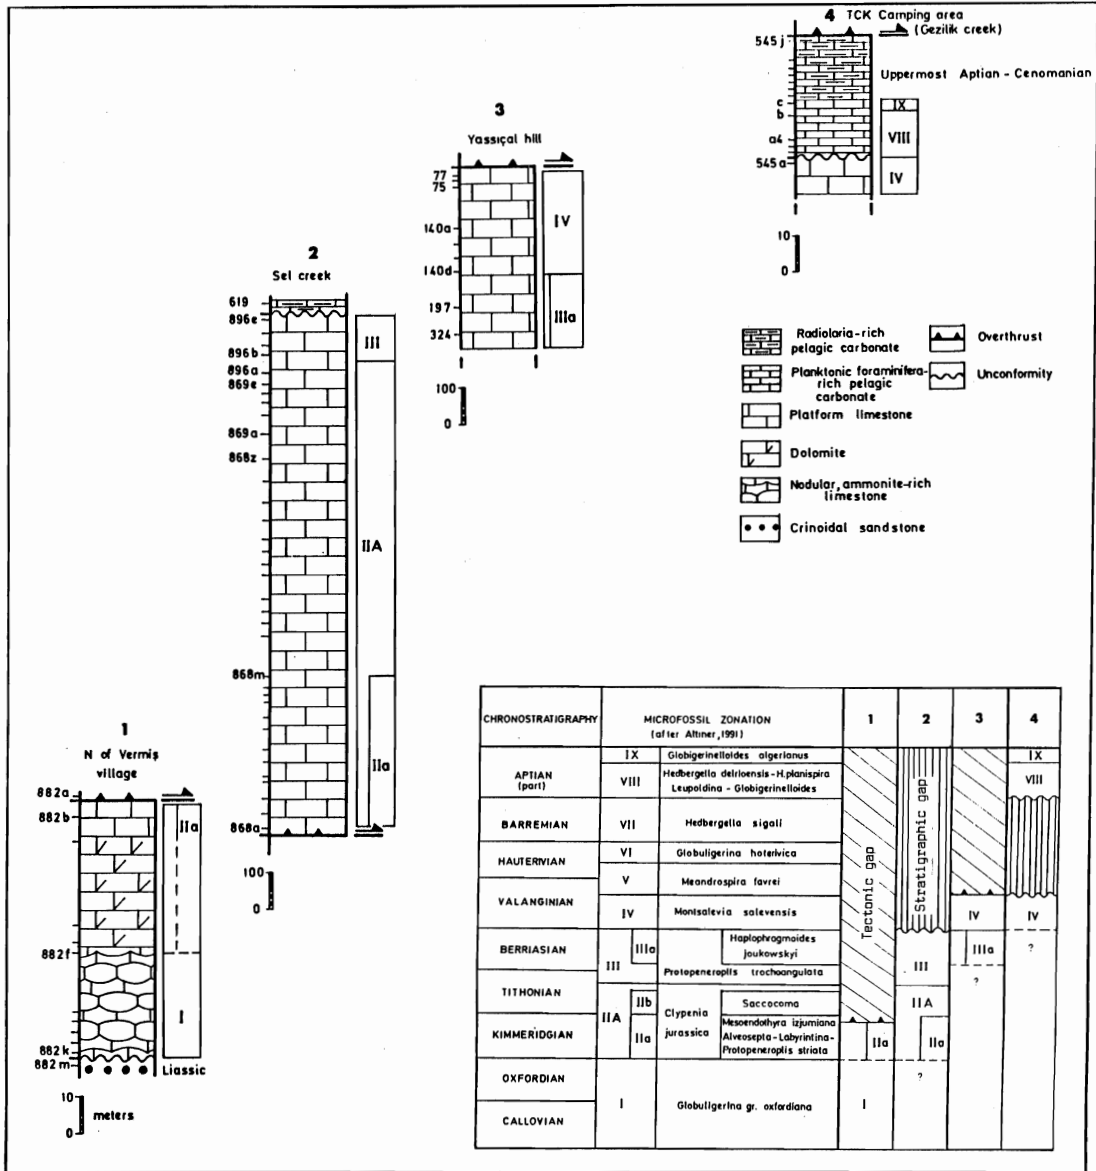 4 TCK Camping area
(Gezilik creek)
545j
Uppermost Aptian - Cenomanian
c
b
a4
545a
IX
VIII
IV
10
0
3
Yassıçal hill
77
75
140a
140d
197
324
IV
IIIa
100
0
2
Sel creek
619
896e
896b
896a
869e
869a
868z
868m
868a
III
IIA
IIa
100
0
Radiolaria-rich
pelagic carbonate
Planktonic foraminifera-
rich pelagic
carbonate
Platform limestone
Dolomite
Nodular, ammonite-rich
limestone
Crinoidal sandstone
Overthrust
Unconformity
1
N of Vermiş
village
882a
882b
882f
882k
882m
IIa
I
Liassic
10
0
meters
CHRONOSTRATIGRAPHY
MICROFOSSIL ZONATION
(after Altıner, 1991)
1
2
3
4
APTIAN
(part)
BARREMIAN
HAUTERIVIAN
VALANGINIAN
BERRIASIAN
TITHONIAN
KIMMERIDGIAN
OXFORDIAN
CALLOVIAN
IX
Globigerinelloides algerianus
VIII
Hedbergella delrioensis - H.planispira
Leupoldina - Globigerinelloides
VII
Hedbergella sigali
VI
Globuligerina hoterivica
V
Meandrospira favrei
IV
Montsalevia salevensis
III
IIIa
Haplophragmoides
Joukowskyi
Protopeneroplis trochoangulata
IIA
IIb
IIa
Clypenia
jurassica
Saccocoma
Mesoendothyra izjumiana
Alveosepta - Labyrintina -
Protopeneroplis striata
I
Globuligerina gr. oxfordiana
Tectonic gap
IIa
I
Stratigraphic gap
III
IIA
IIa
?
IV
IIIa
?
IX
VIII
IV
?